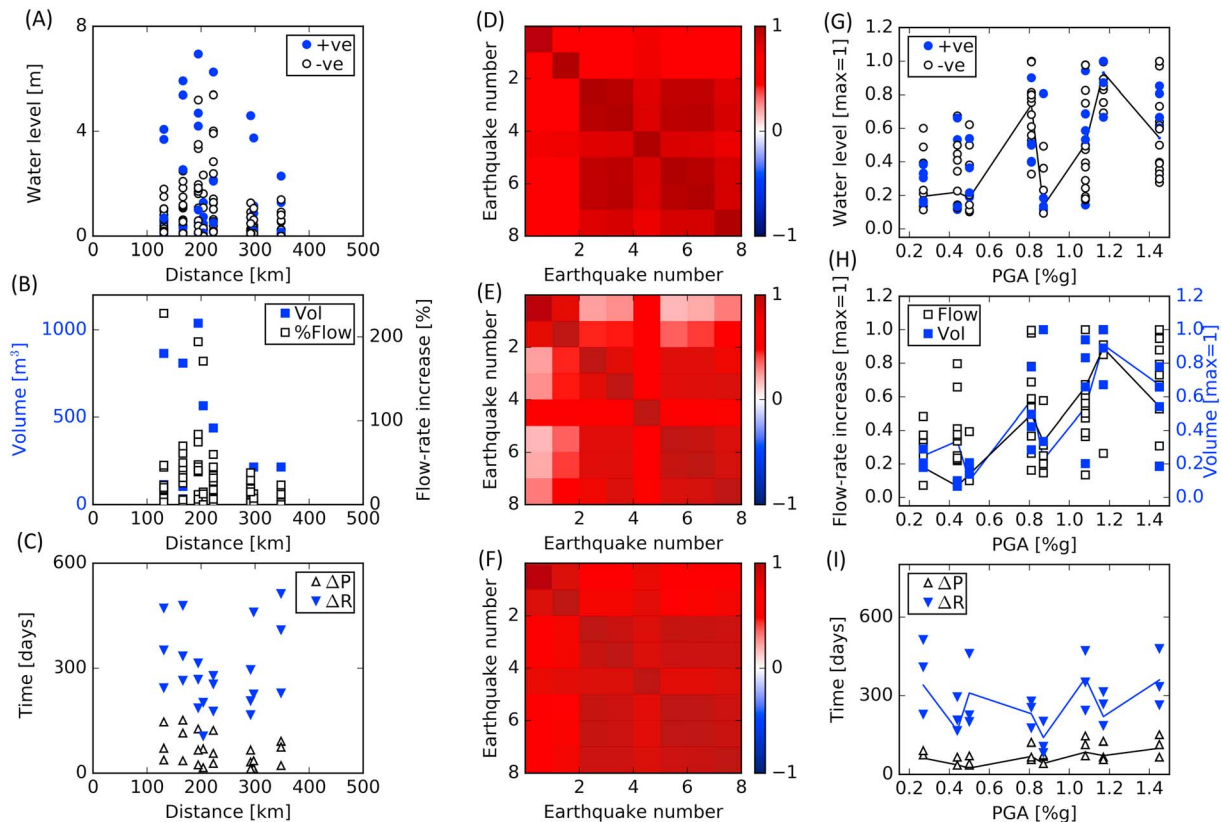 (A)
8
4
0
Water level [m]
+ve
-ve
0 100 200 300 400 500
Distance [km]
(B)
1000
500
0
Volume [m³]
Vol
%Flow
200
100
0
Flow-rate increase [%]
0 100 200 300 400 500
Distance [km]
(C)
600
300
0
Time [days]
ΔP
ΔR
0 100 200 300 400 500
Distance [km]
(D)
2
4
6
8
Earthquake number
2 4 6 8
Earthquake number
1
0
−1
(E)
2
4
6
8
Earthquake number
2 4 6 8
Earthquake number
1
0
−1
(F)
2
4
6
8
Earthquake number
2 4 6 8
Earthquake number
1
0
−1
(G)
1.2
1.0
0.8
0.6
0.4
0.2
0.0
Water level [max=1]
+ve
-ve
0.2 0.4 0.6 0.8 1.0 1.2 1.4
PGA [%g]
(H)
1.2
1.0
0.8
0.6
0.4
0.2
0.0
Flow-rate increase [max=1]
Flow
Vol
1.2
1.0
0.8
0.6
0.4
0.2
0.0
Volume [max=1]
0.2 0.4 0.6 0.8 1.0 1.2 1.4
PGA [%g]
(I)
600
300
0
Time [days]
ΔP
ΔR
0.2 0.4 0.6 0.8 1.0 1.2 1.4
PGA [%g]